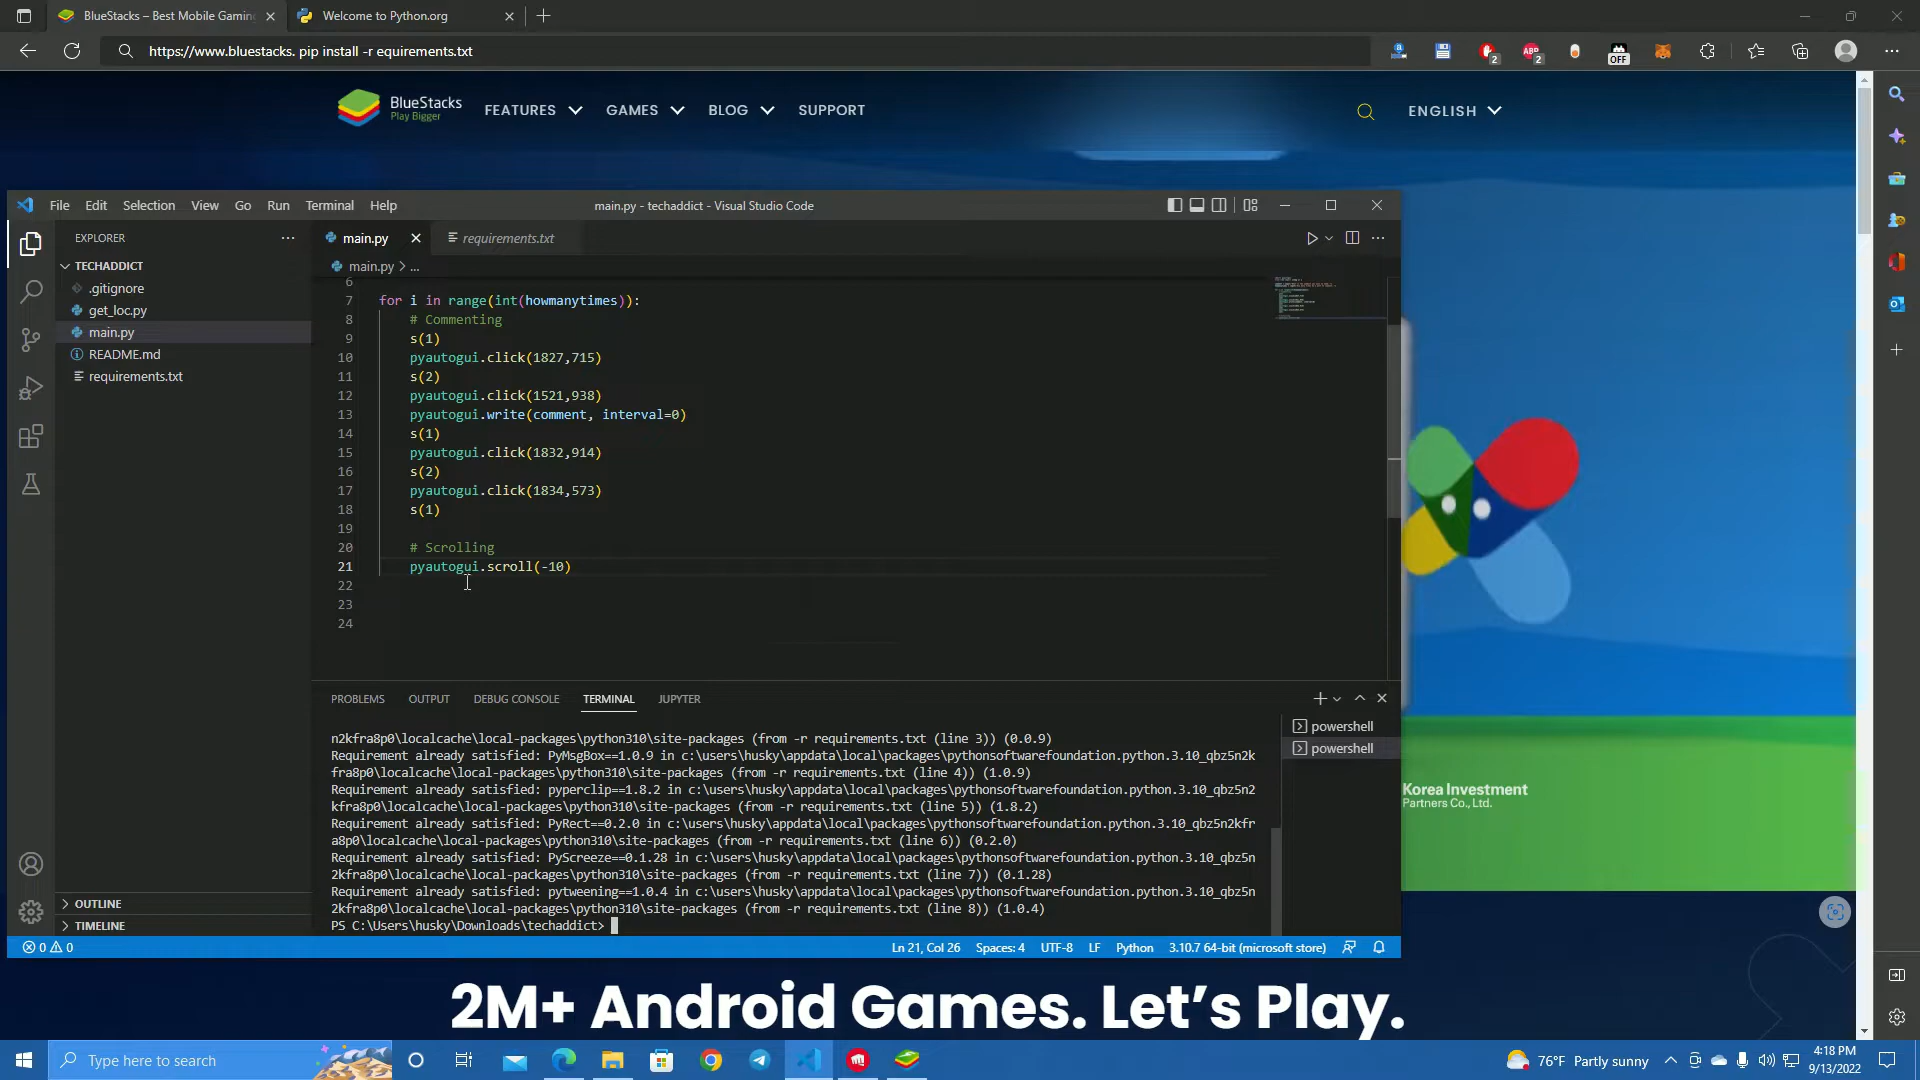 BlueStacks – Best Mobile Gamin
Welcome to Python.org
https://www.bluestacks. pip install -r equirements.txt
2
2
OFF
BlueStacks
Play Bigger
FEATURES
GAMES
BLOG
SUPPORT
ENGLISH
File Edit Selection View Go Run Terminal Help
main.py - techaddict - Visual Studio Code
EXPLORER
TECHADDICT
.gitignore
get_loc.py
main.py
README.md
requirements.txt
OUTLINE
TIMELINE
main.py
requirements.txt
main.py > ...
6
7 for i in range(int(howmanytimes)):
8 # Commenting
9 s(1)
10 pyautogui.click(1827,715)
11 s(2)
12 pyautogui.click(1521,938)
13 pyautogui.write(comment, interval=0)
14 s(1)
15 pyautogui.click(1832,914)
16 s(2)
17 pyautogui.click(1834,573)
18 s(1)
19
20 # Scrolling
21 pyautogui.scroll(-10)
22
23
24
PROBLEMS OUTPUT DEBUG CONSOLE TERMINAL JUPYTER
n2kfra8p0\localcache\local-packages\python310\site-packages (from -r requirements.txt (line 3)) (0.0.9)
Requirement already satisfied: PyMsgBox==1.0.9 in c:\users\husky\appdata\local\packages\pythonsoftwarefoundation.python.3.10_qbz5n2k
fra8p0\localcache\local-packages\python310\site-packages (from -r requirements.txt (line 4)) (1.0.9)
Requirement already satisfied: pyperclip==1.8.2 in c:\users\husky\appdata\local\packages\pythonsoftwarefoundation.python.3.10_qbz5n2
kfra8p0\localcache\local-packages\python310\site-packages (from -r requirements.txt (line 5)) (1.8.2)
Requirement already satisfied: PyRect==0.2.0 in c:\users\husky\appdata\local\packages\pythonsoftwarefoundation.python.3.10_qbz5n2kfr
a8p0\localcache\local-packages\python310\site-packages (from -r requirements.txt (line 6)) (0.2.0)
Requirement already satisfied: PyScreeze==0.1.28 in c:\users\husky\appdata\local\packages\pythonsoftwarefoundation.python.3.10_qbz5n
2kfra8p0\localcache\local-packages\python310\site-packages (from -r requirements.txt (line 7)) (0.1.28)
Requirement already satisfied: pytweening==1.0.4 in c:\users\husky\appdata\local\packages\pythonsoftwarefoundation.python.3.10_qbz5n
2kfra8p0\localcache\local-packages\python310\site-packages (from -r requirements.txt (line 8)) (1.0.4)
PS C:\Users\husky\Downloads\techaddict>
powershell
powershell
0 0
Ln 21, Col 26 Spaces: 4 UTF-8 LF Python 3.10.7 64-bit (microsoft store)
Korea Investment
Partners Co., Ltd.
2M+ Android Games. Let's Play.
Type here to search
76°F Partly sunny
4:18 PM
9/13/2022